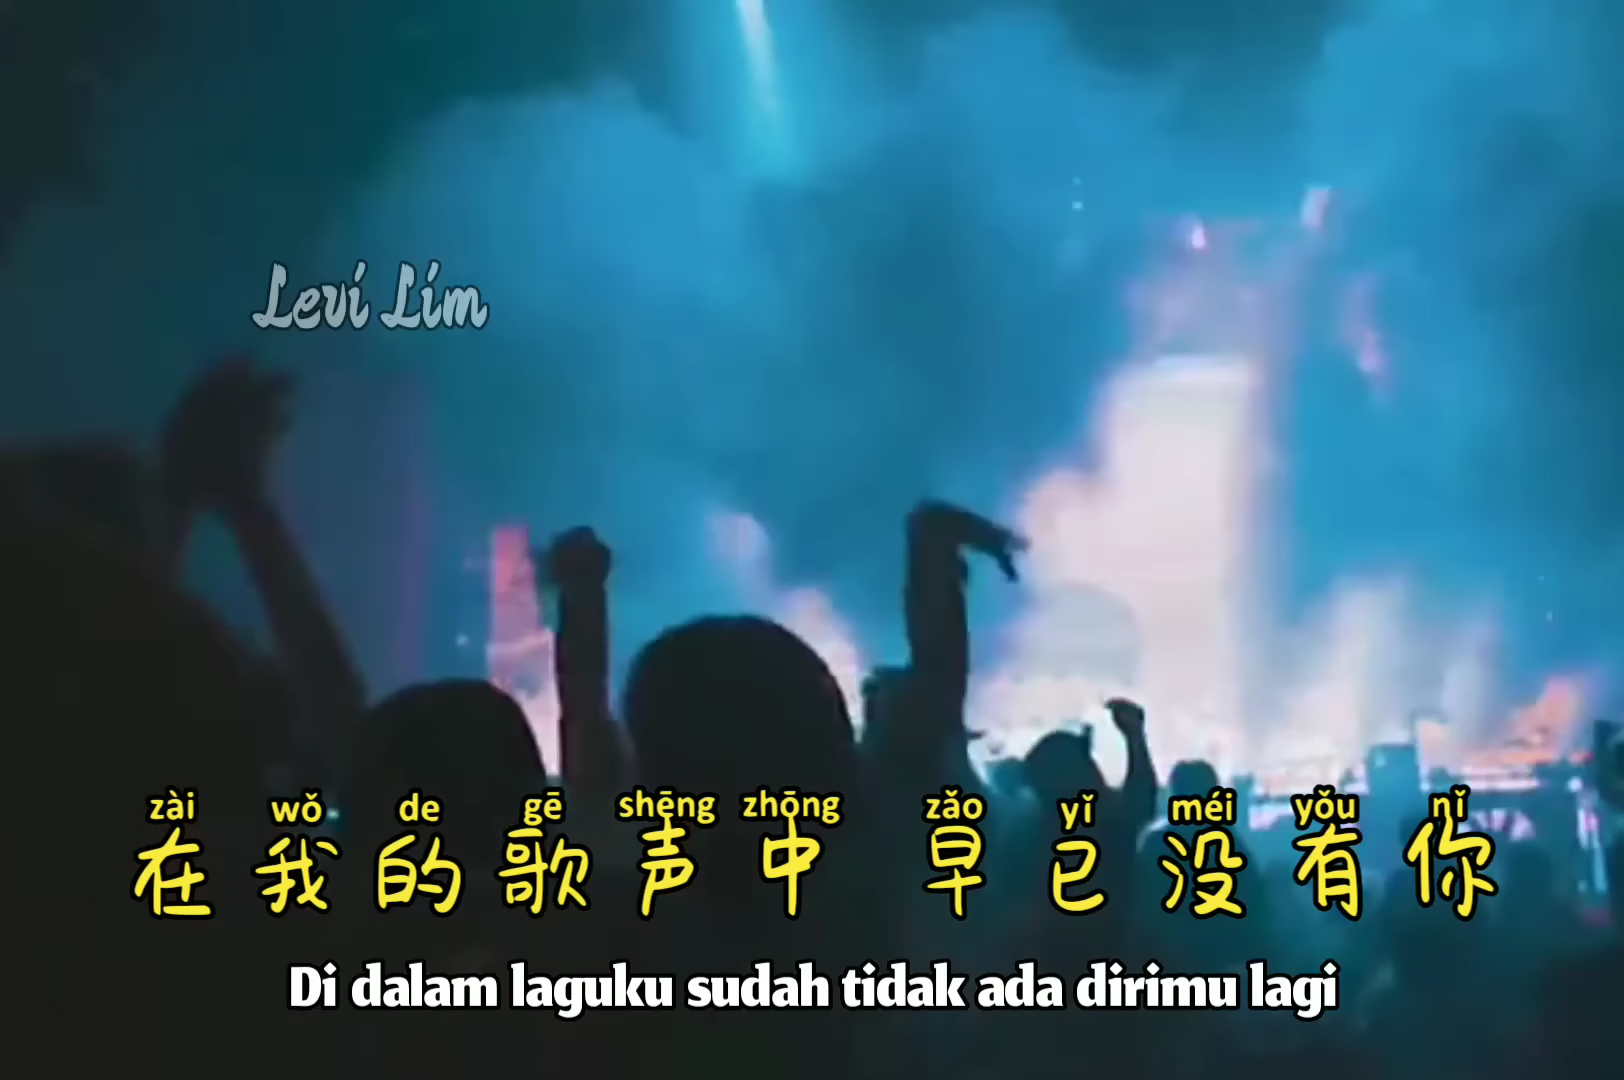 Levi Lim
zài wǒ de gē shēng zhōng zǎo yǐ méi yǒu nǐ
在 我 的 歌 声 中 早 已 没 有 你
Di dalam laguku sudah tidak ada dirimu lagi